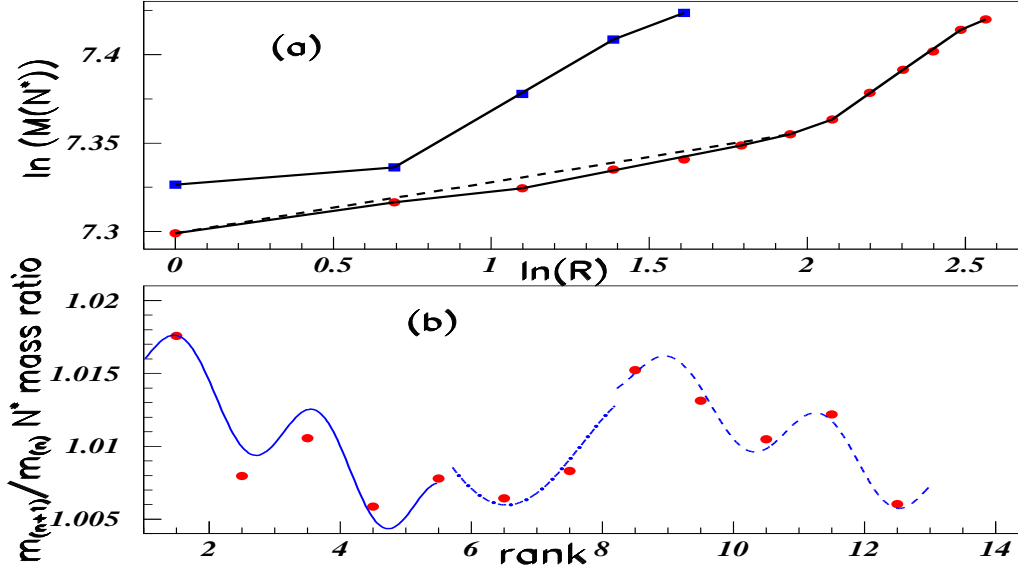 (a)
ln (M(N*))
7.4
7.35
7.3
0 0.5 1 1.5 2 2.5
ln(R)
(b)
m(n+1)/m(n) N* mass ratio
1.02
1.015
1.01
1.005
2 4 6 8 10 12 14
rank